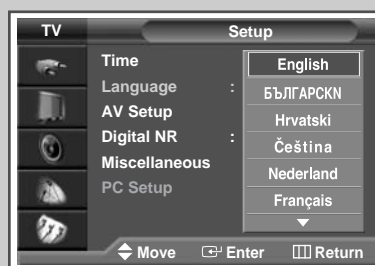 TV
Setup
Time
Language :
AV Setup
Digital NR :
Miscellaneous
PC Setup
English
БЪЛГАРСКN
Hrvatski
Čeština
Nederland
Français
Move Enter Return